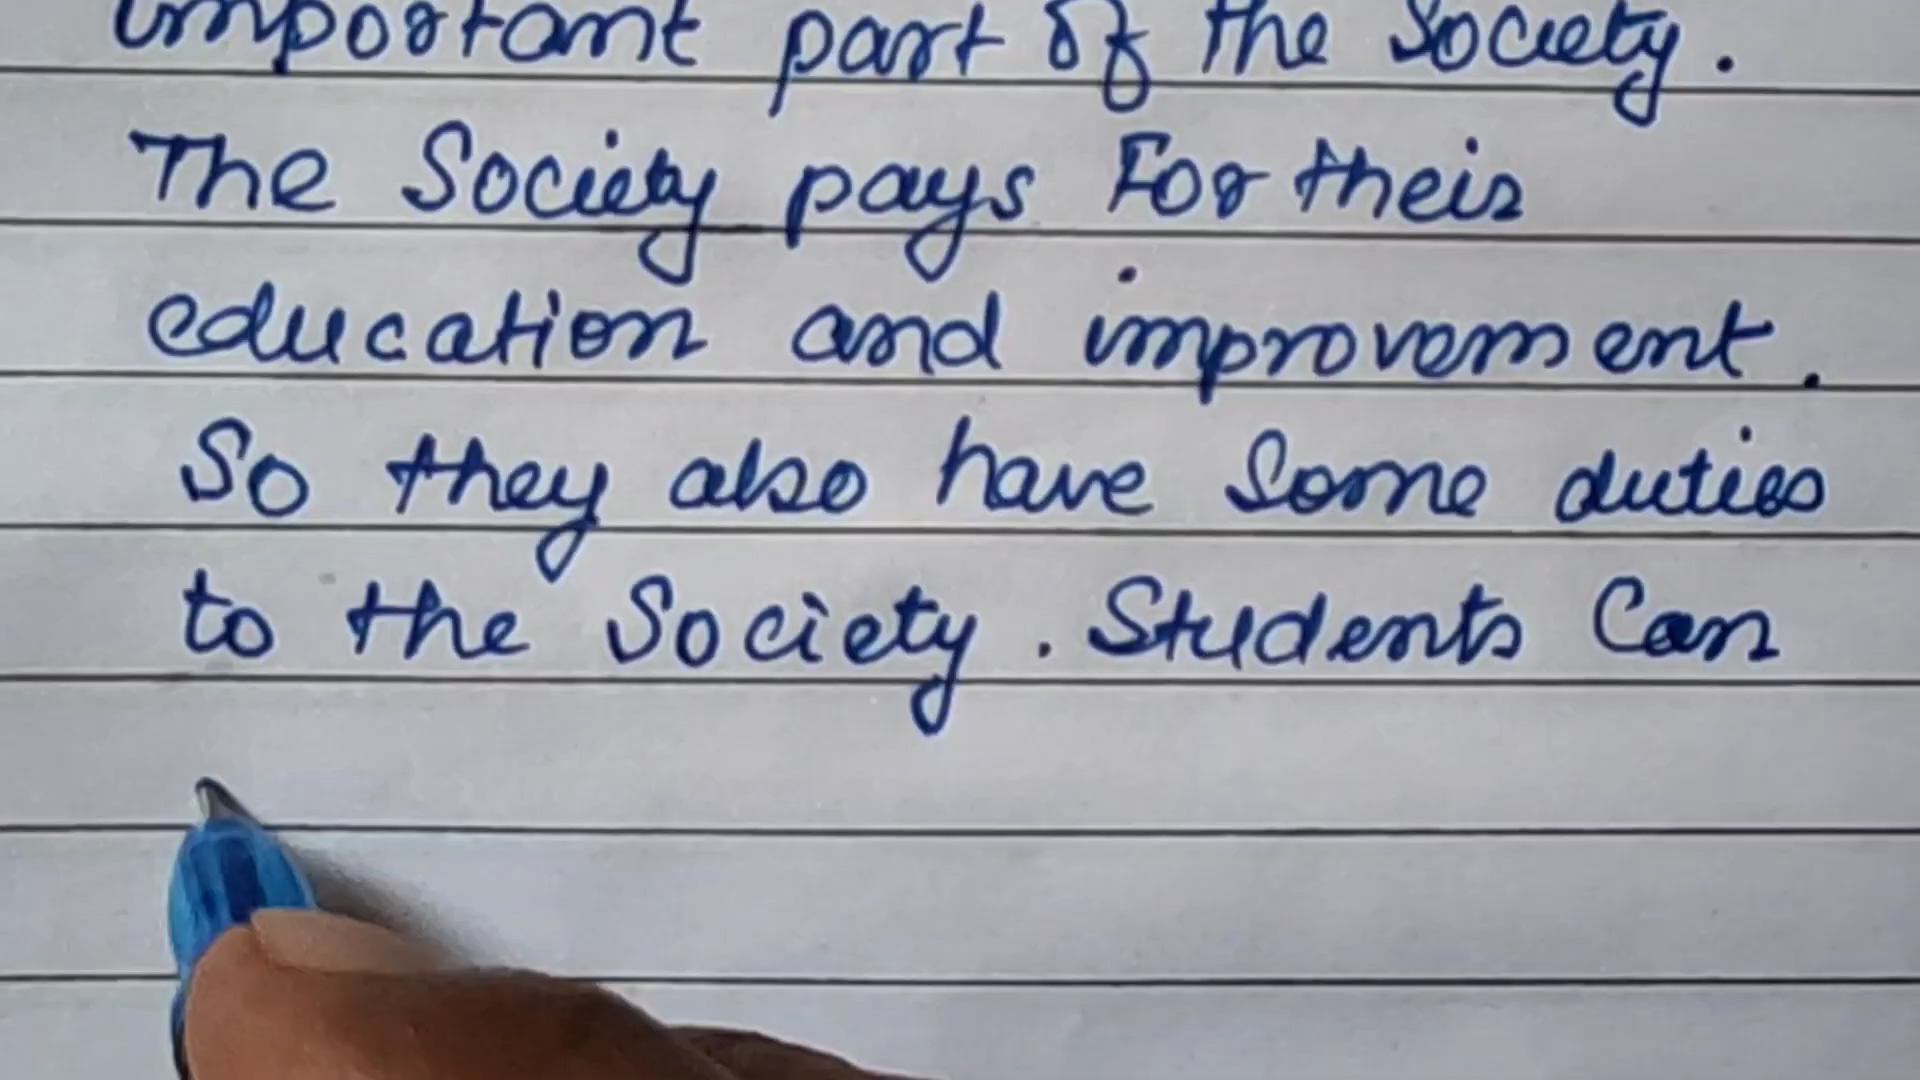 important part of the Society.
The Society pays For their
education and improvement.
So they also have Some duties
to the Society. Students Can